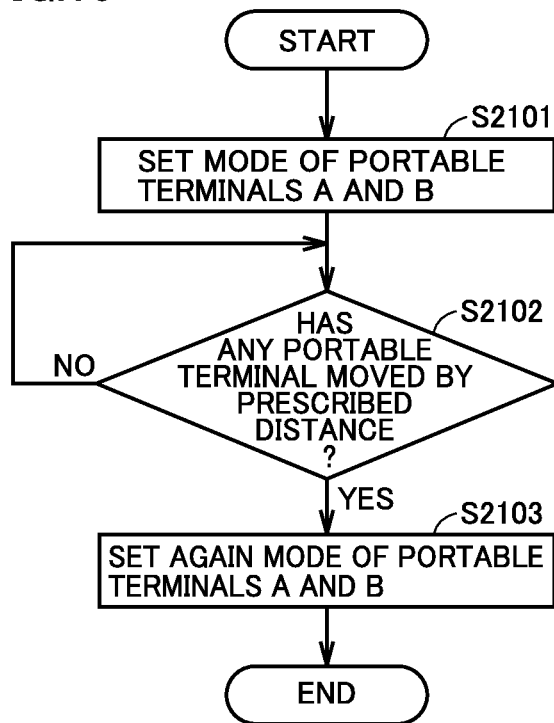 START
S2101
SET MODE OF PORTABLE
TERMINALS A AND B
S2102
HAS
ANY PORTABLE
TERMINAL MOVED BY
PRESCRIBED
DISTANCE
?
NO
YES
S2103
SET AGAIN MODE OF PORTABLE
TERMINALS A AND B
END